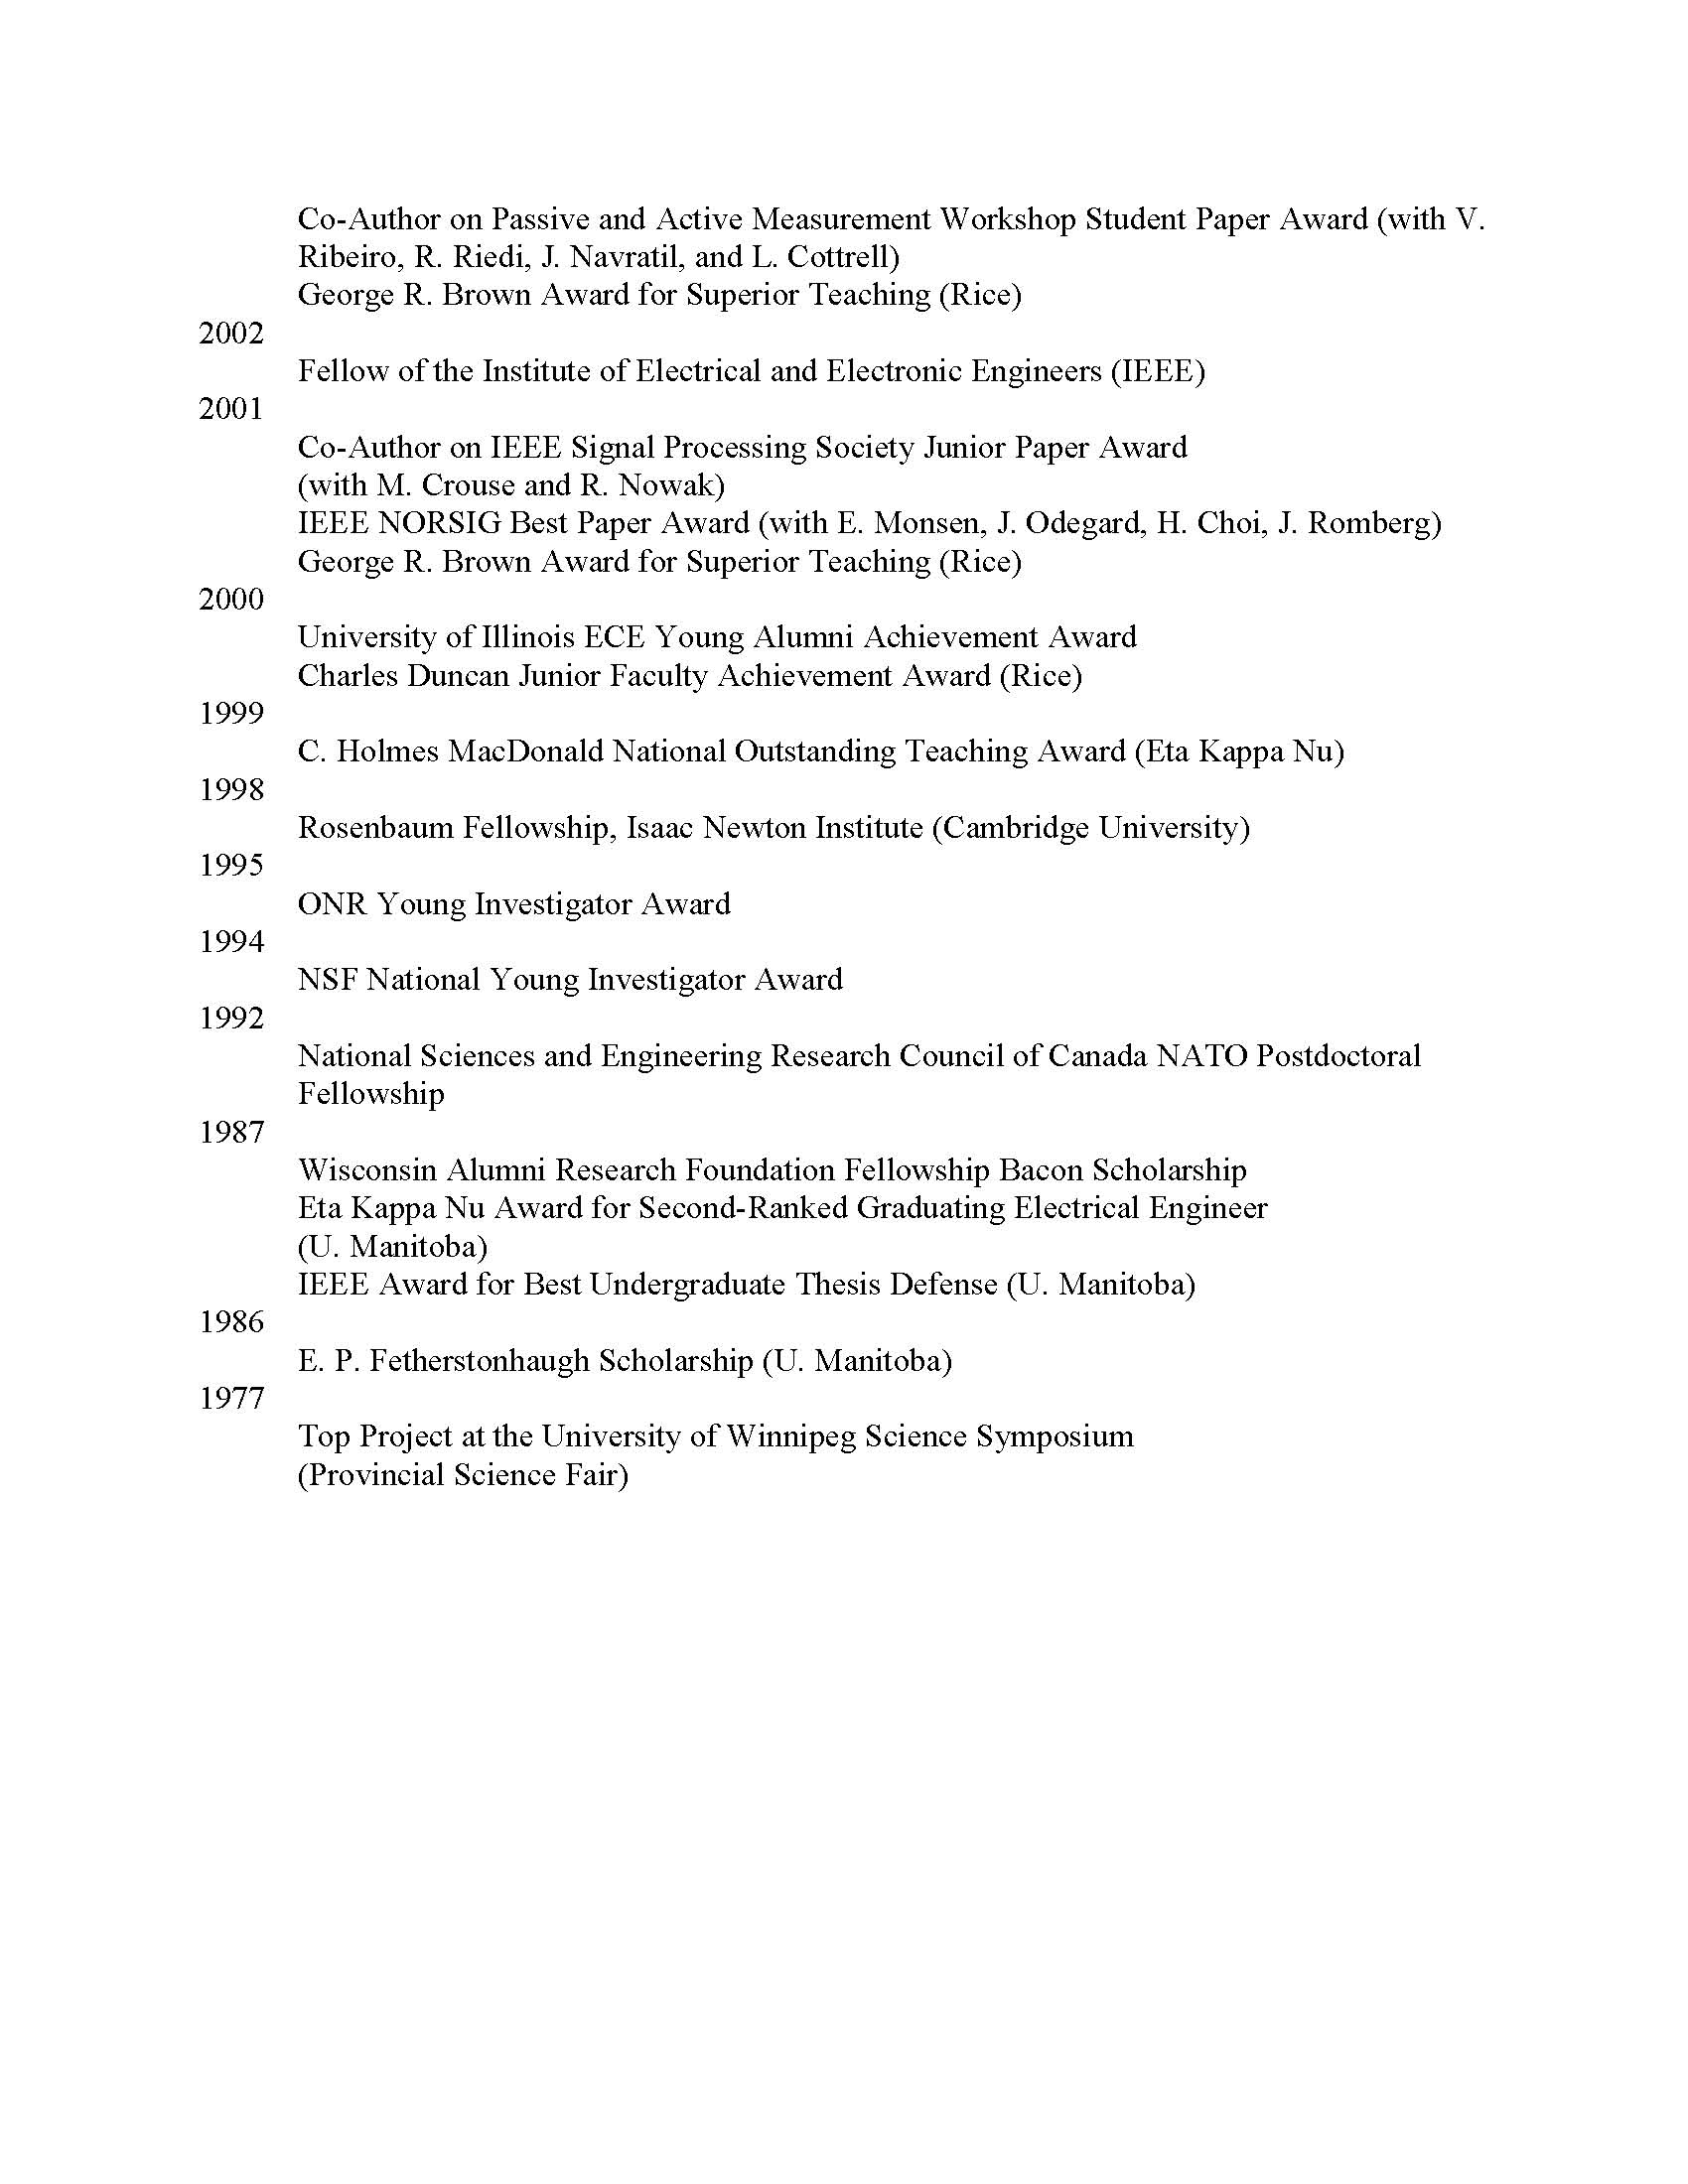 Co-Author on Passive and Active Measurement Workshop Student Paper Award (with V.
Ribeiro, R. Riedi, J. Navratil, and L. Cottrell)
George R. Brown Award for Superior Teaching (Rice)
2002
Fellow of the Institute of Electrical and Electronic Engineers (IEEE)
2001
Co-Author on IEEE Signal Processing Society Junior Paper Award
(with M. Crouse and R. Nowak)
IEEE NORSIG Best Paper Award (with E. Monsen, J. Odegard, H. Choi, J. Romberg)
George R. Brown Award for Superior Teaching (Rice)
2000
University of Illinois ECE Young Alumni Achievement Award
Charles Duncan Junior Faculty Achievement Award (Rice)
1999
C. Holmes MacDonald National Outstanding Teaching Award (Eta Kappa Nu)
1998
Rosenbaum Fellowship, Isaac Newton Institute (Cambridge University)
1995
ONR Young Investigator Award
1994
NSF National Young Investigator Award
1992
National Sciences and Engineering Research Council of Canada NATO Postdoctoral
Fellowship
1987
Wisconsin Alumni Research Foundation Fellowship Bacon Scholarship
Eta Kappa Nu Award for Second-Ranked Graduating Electrical Engineer
(U. Manitoba)
IEEE Award for Best Undergraduate Thesis Defense (U. Manitoba)
1986
E. P. Fetherstonhaugh Scholarship (U. Manitoba)
1977
Top Project at the University of Winnipeg Science Symposium
(Provincial Science Fair)